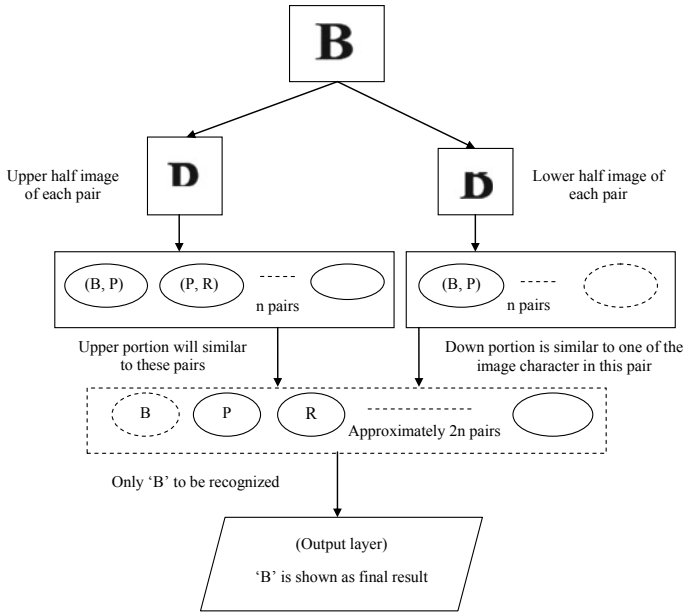 B
Upper half image
of each pair
Lower half image of
each pair
(B, P)
(P, R)
n pairs
(B, P)
n pairs
Upper portion will similar
to these pairs
Down portion is similar to one of the
image character in this pair
B
P
R
Approximately 2n pairs
Only ‘B’ to be recognized
(Output layer)
‘B’ is shown as final result